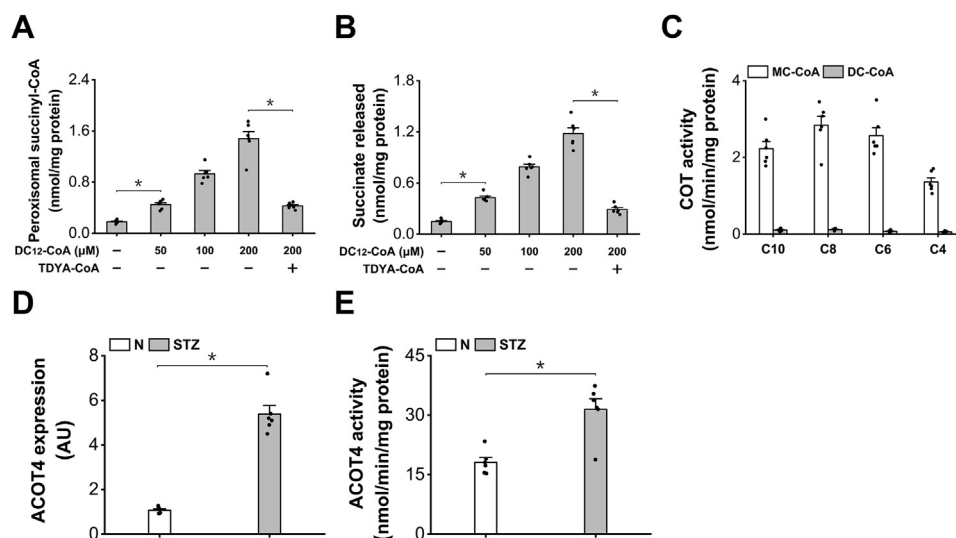 A
Peroxisomal succinyl-CoA
(nmol/mg protein)
1.6
1.2
0.8
0.4
0.0
*
*
DC12-CoA (μM)
–
50
100
200
200
TDYA-CoA
–
–
–
–
+
B
Succinate released
(nmol/mg protein)
1.8
1.2
0.6
0.0
*
*
DC12-CoA (μM)
–
50
100
200
200
TDYA-CoA
–
–
–
–
+
C
MC-CoA
DC-CoA
COT activity
(nmol/min/mg protein)
4
2
0
C10
C8
C6
C4
D
N
STZ
ACOT4 expression
(AU)
8
6
4
2
0
*
E
N
STZ
ACOT4 activity
(nmol/min/mg protein)
45
30
15
0
*